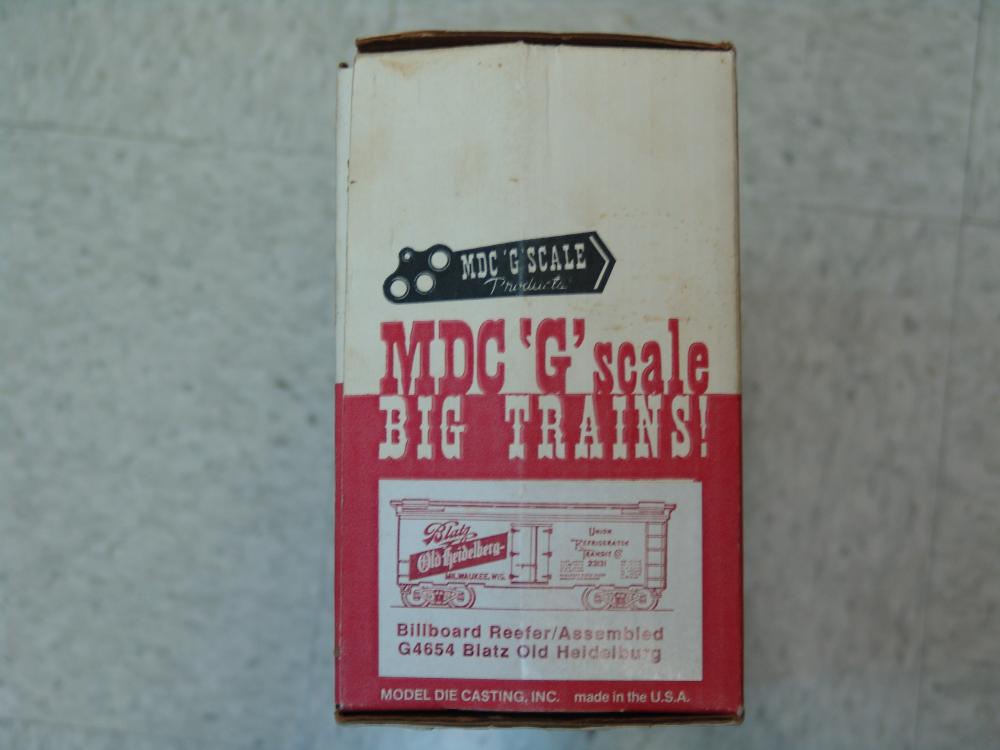 MDC 'G' SCALE
Products
MDC 'G' scale
BIG TRAINS!
Blatz
Old Heidelberg
MILWAUKEE, WIS.
UNION
REFRIGERATOR
TRANSIT Co
23131
Billboard Reefer/Assembled
G4654 Blatz Old Heidelburg
MODEL DIE CASTING, INC. made in the U.S.A.